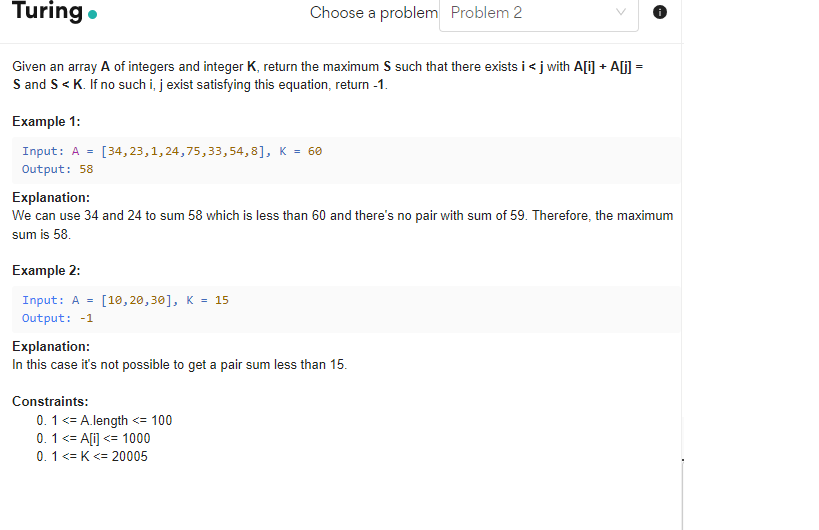 Turing
Choose a problem
Problem 2
Given an array A of integers and integer K, return the maximum S such that there exists i < j with A[i] + A[j] =
S and S < K. If no such i, j exist satisfying this equation, return -1.
Example 1:
Input: A = [34,23,1,24,75,33,54,8], K = 60
Output: 58
Explanation:
We can use 34 and 24 to sum 58 which is less than 60 and there's no pair with sum of 59. Therefore, the maximum
sum is 58.
Example 2:
Input: A = [10,20,30], K = 15
Output: -1
Explanation:
In this case it's not possible to get a pair sum less than 15.
Constraints:
0. 1 <= A.length <= 100
0. 1 <= A[i] <= 1000
0. 1 <= K <= 20005